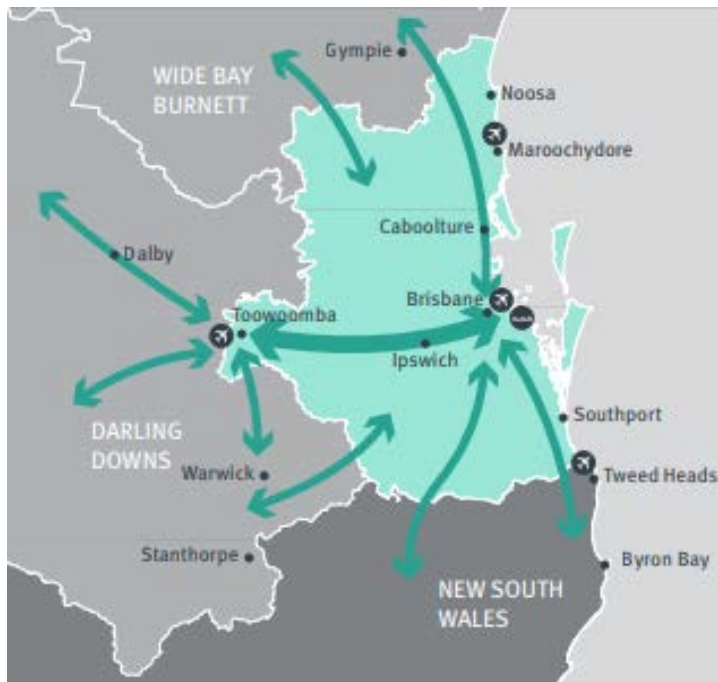 Gympie
WIDE BAY
BURNETT
Noosa
Maroochydore
Caboolture
Dalby
Brisbane
Toowoomba
Ipswich
Southport
DARLING
DOWNS
Warwick
Tweed Heads
Stanthorpe
Byron Bay
NEW SOUTH
WALES